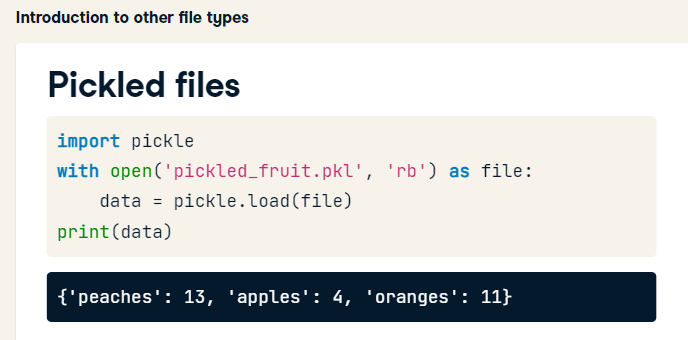 Introduction to other file types
Pickled files
import pickle
with open('pickled_fruit.pkl', 'rb') as file:
    data = pickle.load(file)
print(data)
{'peaches': 13, 'apples': 4, 'oranges': 11}